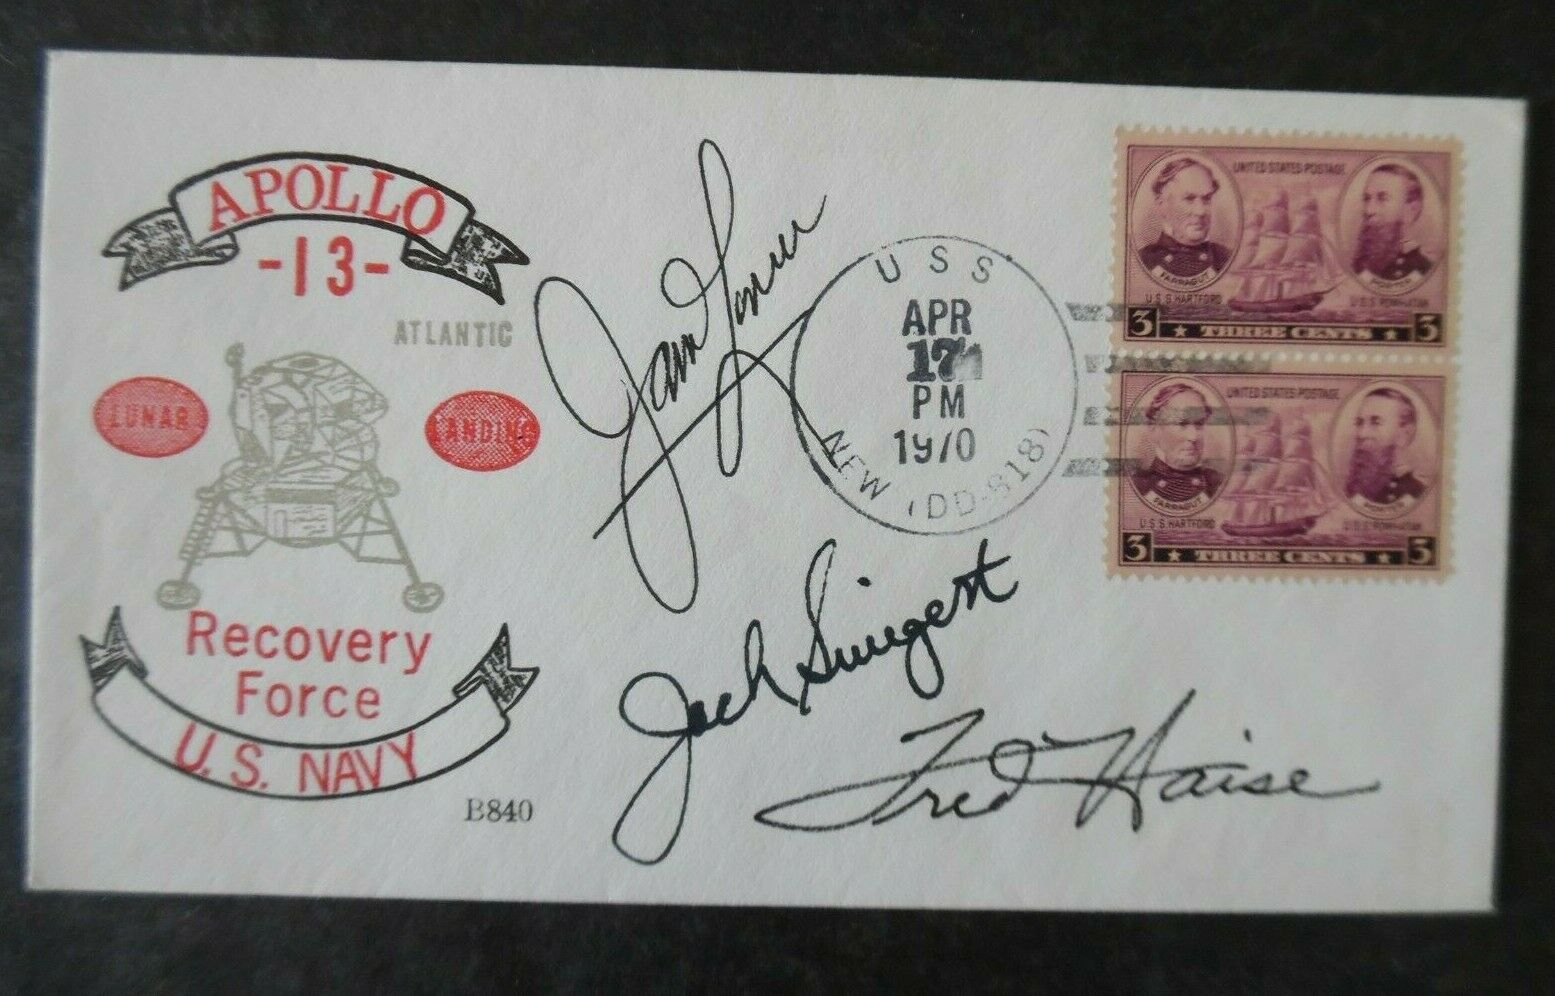 APOLLO
-13-
ATLANTIC
LUNAR
LANDING
Recovery
Force
U.S. NAVY
B840
James Lovell
Jack Swigert
Fred Haise
USS
APR
17
PM
1970
NEW (DD-818)
UNITED STATES POSTAGE
FARRAGUT
PORTER
U.S.S HARTFORD
U.S.S. POWHATAN
3 ★ THREE CENTS ★ 3
UNITED STATES POSTAGE
FARRAGUT
PORTER
U.S.S HARTFORD
U.S.S. POWHATAN
3 ★ THREE CENTS ★ 3